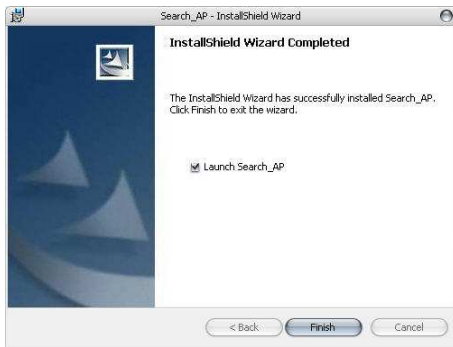 Search_AP - InstallShield Wizard
InstallShield Wizard Completed
The InstallShield Wizard has successfully installed Search_AP.
Click Finish to exit the wizard.
Launch Search_AP
< Back
Finish
Cancel